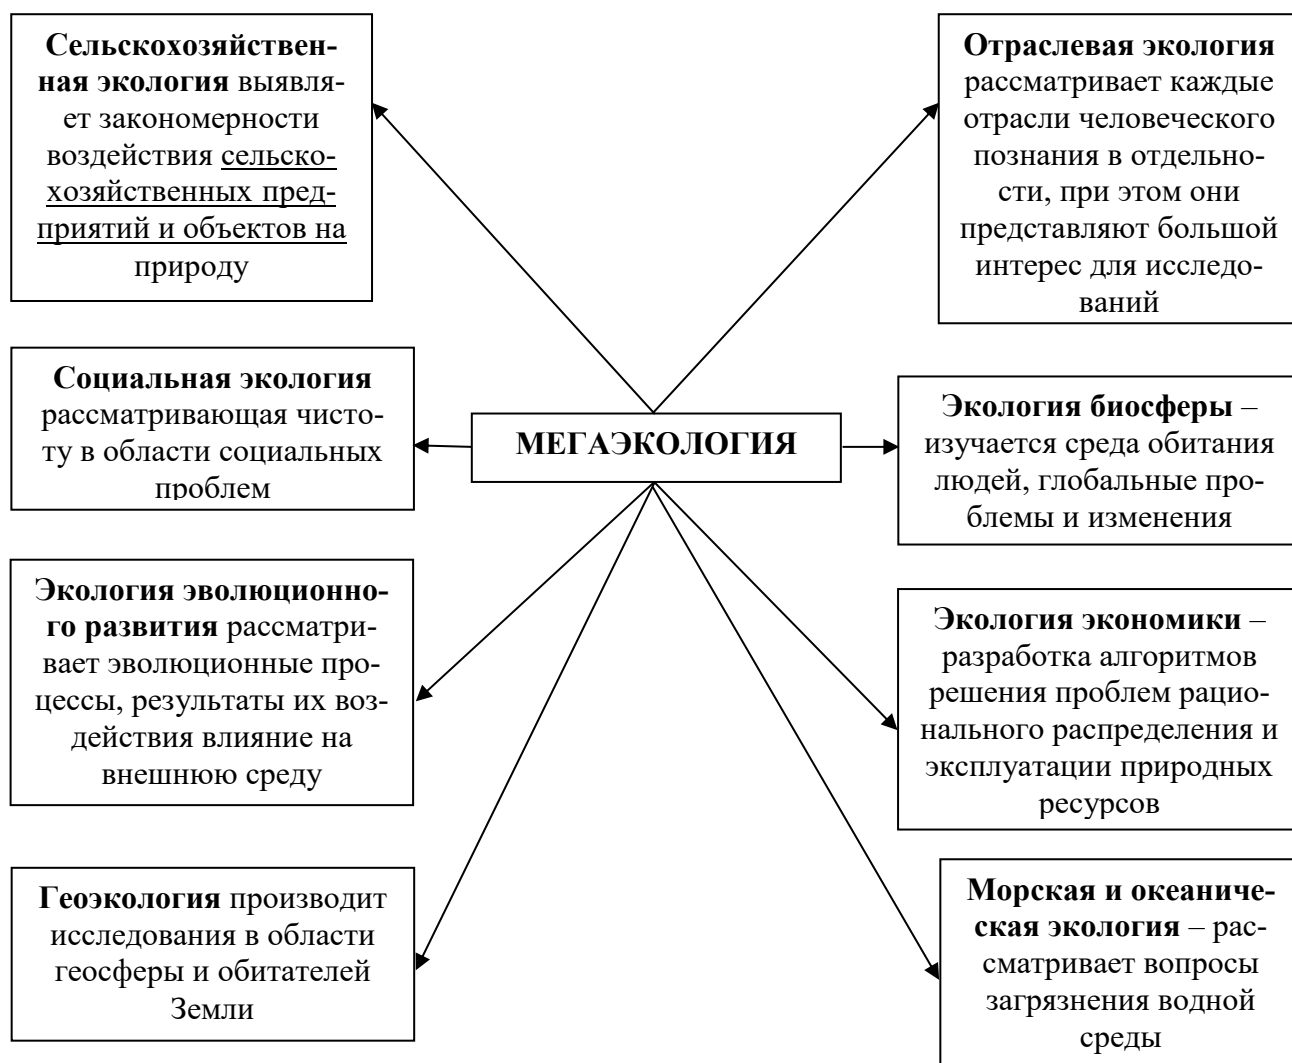 Сельскохозяйствен-
ная экология выявля-
ет закономерности
воздействия сельско-
хозяйственных пред-
приятий и объектов на
природу
Отраслевая экология
рассматривает каждые
отрасли человеческого
познания в отдельно-
сти, при этом они
представляют большой
интерес для исследо-
ваний
Социальная экология
рассматривающая чисто-
ту в области социальных
проблем
МЕГАЭКОЛОГИЯ
Экология биосферы –
изучается среда обитания
людей, глобальные про-
блемы и изменения
Экология эволюционно-
го развития рассматри-
вает эволюционные про-
цессы, результаты их воз-
действия влияние на
внешнюю среду
Экология экономики –
разработка алгоритмов
решения проблем рацио-
нального распределения и
эксплуатации природных
ресурсов
Геоэкология производит
исследования в области
геосферы и обитателей
Земли
Морская и океаниче-
ская экология – рас-
сматривает вопросы
загрязнения водной
среды